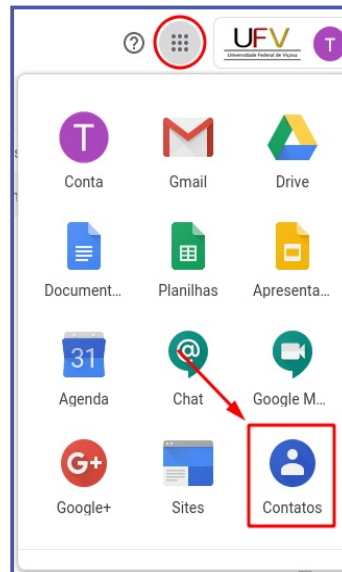 UFV
Universidade Federal de Viçosa
T
T
Conta
Gmail
Drive
Document...
Planilhas
Apresenta...
31
Agenda
Chat
Google M...
G+
Google+
Sites
Contatos